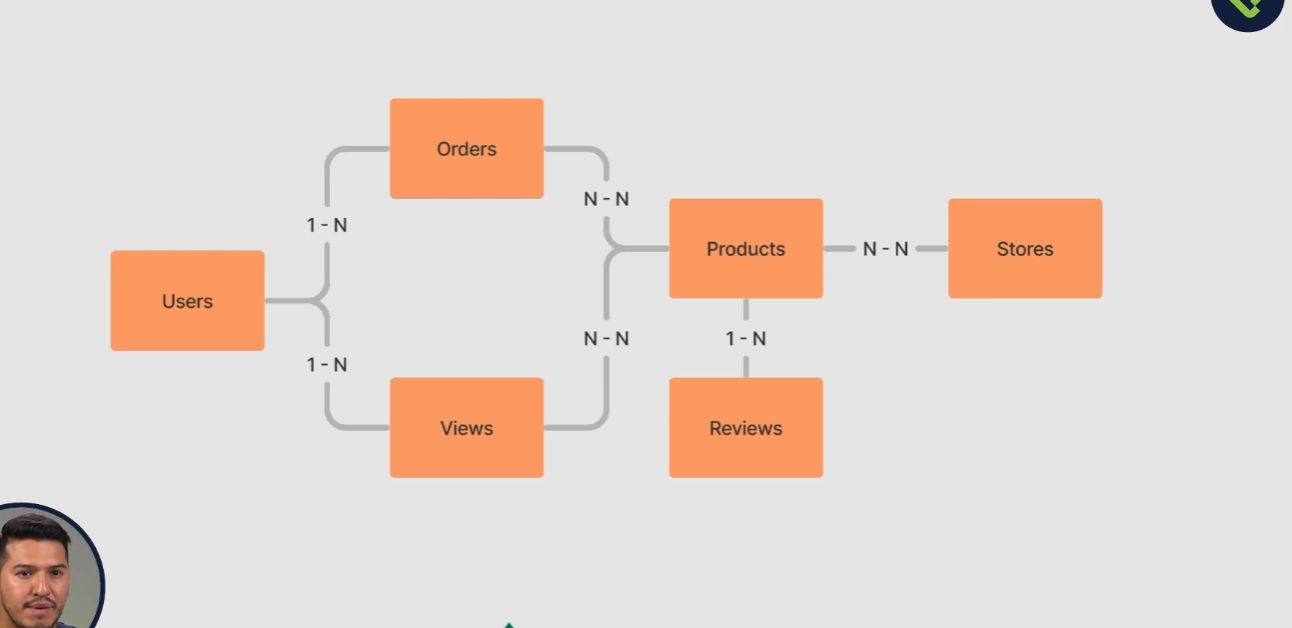 Orders
N - N
1 - N
Products
N - N
Stores
Users
N - N
1 - N
1 - N
Views
Reviews